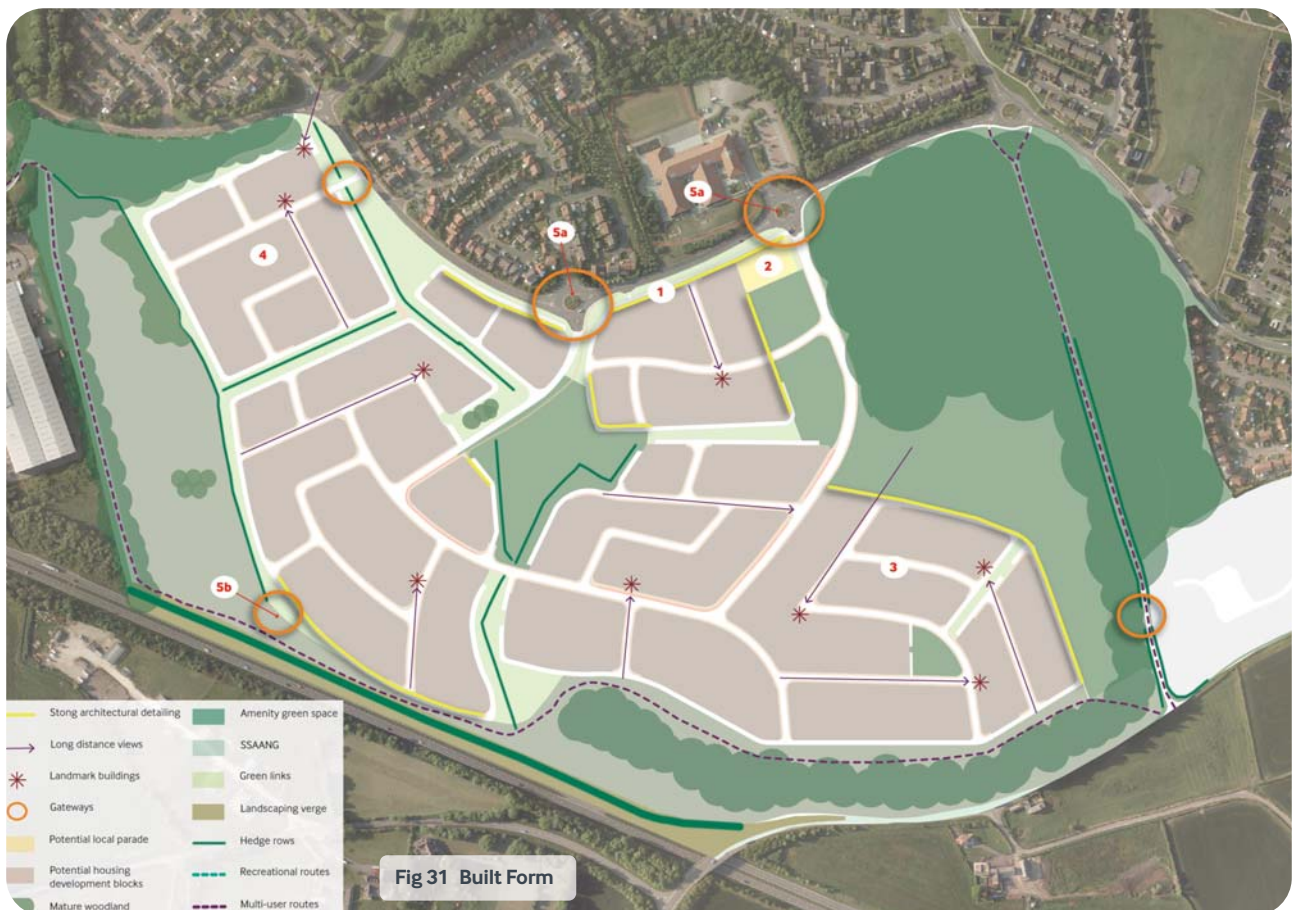 5a
5a
2
1
4
3
5b
Stong architectural detailing
Long distance views
Landmark buildings
Gateways
Potential local parade
Potential housing
development blocks
Mature woodland
Amenity green space
SSAANG
Green links
Landscaping verge
Hedge rows
Recreational routes
Multi-user routes
Fig 31 Built Form